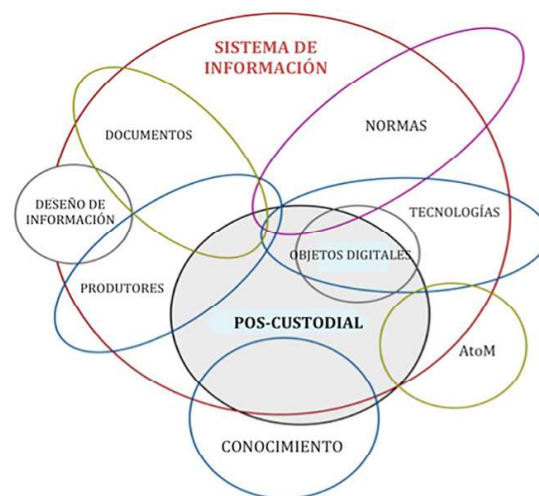 SISTEMA DE
INFORMACIÓN
DOCUMENTOS
NORMAS
DESEÑO DE
INFORMACIÓN
TECNOLOGÍAS
OBJETOS DIGITALES
PRODUTORES
POS-CUSTODIAL
AtoM
CONOCIMIENTO